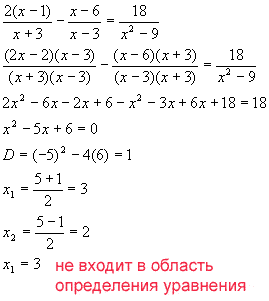 2(x−1)/(x+3) − (x−6)/(x−3) = 18/(x²−9)
(2x−2)(x−3)/((x+3)(x−3)) − (x−6)(x+3)/((x−3)(x+3)) = 18/(x²−9)
2x²−6x−2x+6−x²−3x+6x+18=18
x²−5x+6=0
D=(−5)²−4(6)=1
x₁=(5+1)/2=3
x₂=(5−1)/2=2
x₁=3 не входит в область
определения уравнения